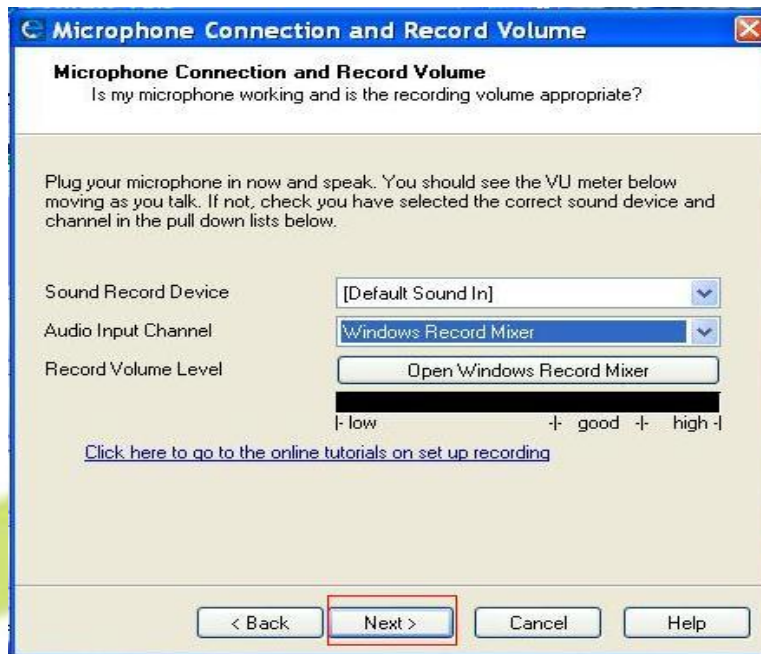 Microphone Connection and Record Volume
Microphone Connection and Record Volume
Is my microphone working and is the recording volume appropriate?
Plug your microphone in now and speak. You should see the VU meter below
moving as you talk. If not, check you have selected the correct sound device and
channel in the pull down lists below.
Sound Record Device [Default Sound In]
Audio Input Channel Windows Record Mixer
Record Volume Level Open Windows Record Mixer
|- low -|- good -|- high -|
Click here to go to the online tutorials on set up recording
< Back Next > Cancel Help